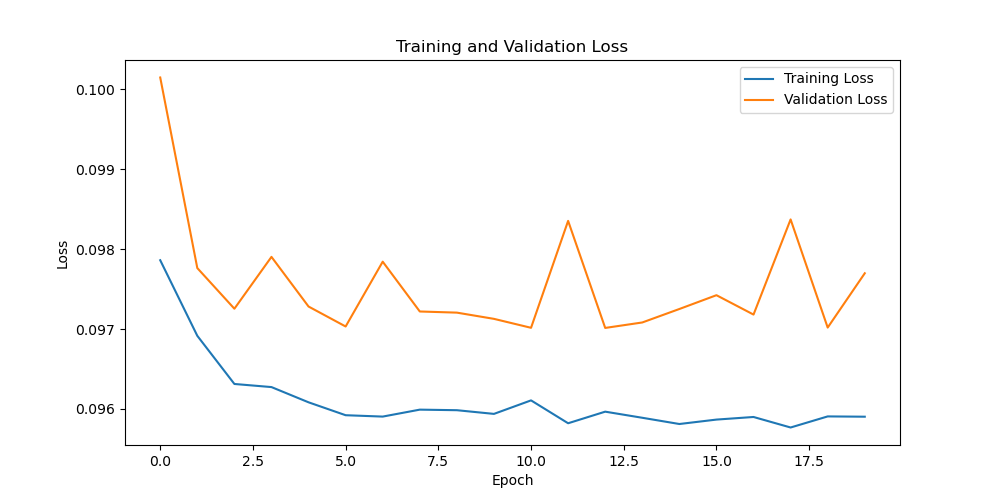 Training and Validation Loss
Training Loss
Validation Loss
0.100
0.099
0.098
0.097
0.096
Loss
0.0
2.5
5.0
7.5
10.0
12.5
15.0
17.5
Epoch